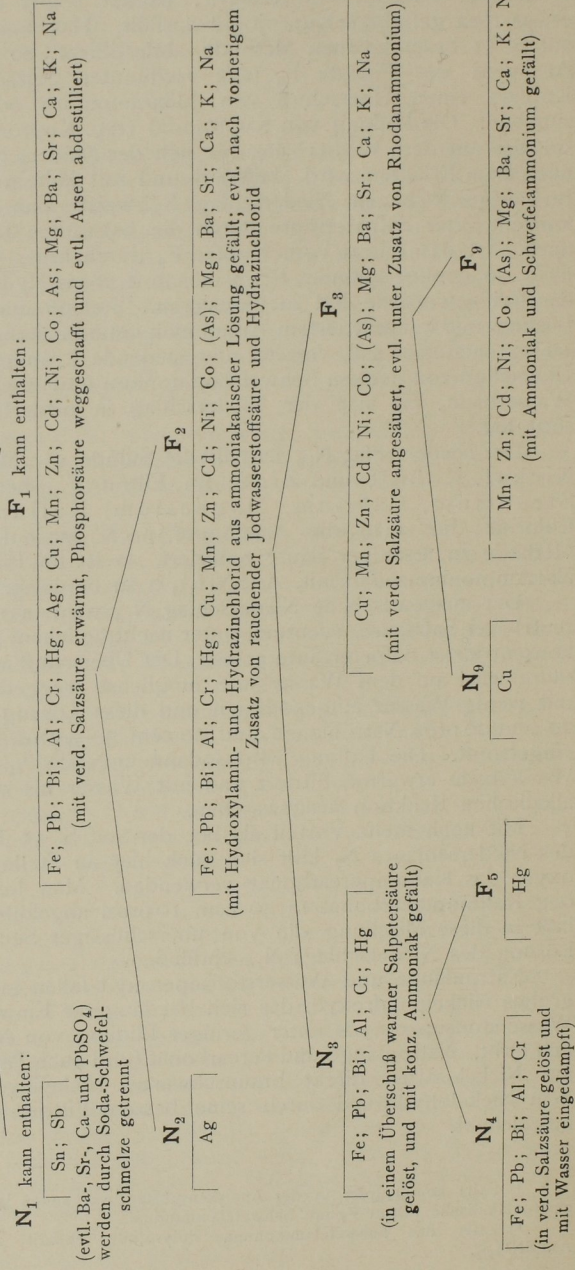 N₁ kann enthalten:
Sn; Sb
(evtl. Ba-, Sr-, Ca- und PbSO₄)
werden durch Soda-Schwefel-
schmelze getrennt
F₁ kann enthalten:
Fe; Pb; Bi; Al; Cr; Hg; Ag; Cu; Mn; Zn; Cd; Ni; Co; As; Mg; Ba; Sr; Ca; K; Na
(mit verd. Salzsäure erwärmt, Phosphorsäure weggeschafft und evtl. Arsen abdestilliert)
N₂
Ag
F₂
Fe; Pb; Bi; Al; Cr; Hg; Cu; Mn; Zn; Cd; Ni; Co; (As); Mg; Ba; Sr; Ca; K; Na
(mit Hydroxylamin- und Hydrazinchlorid aus ammoniakalischer Lösung gefällt; evtl. nach vorherigem
Zusatz von rauchender Jodwasserstoffsäure und Hydrazinchlorid
N₃
Fe; Pb; Bi; Al; Cr; Hg
(in einem Überschuß warmer Salpetersäure
gelöst, und mit konz. Ammoniak gefällt)
F₃
Cu; Mn; Zn; Cd; Ni; Co; (As); Mg; Ba; Sr; Ca; K; Na
(mit verd. Salzsäure angesäuert, evtl. unter Zusatz von Rhodanammonium)
N₄
Fe; Pb; Bi; Al; Cr
(in verd. Salzsäure gelöst und
mit Wasser eingedampft)
F₅
Hg
N₉
Cu
F₉
Mn; Zn; Cd; Ni; Co; (As); Mg; Ba; Sr; Ca; K;
(mit Ammoniak und Schwefelammonium gefällt)